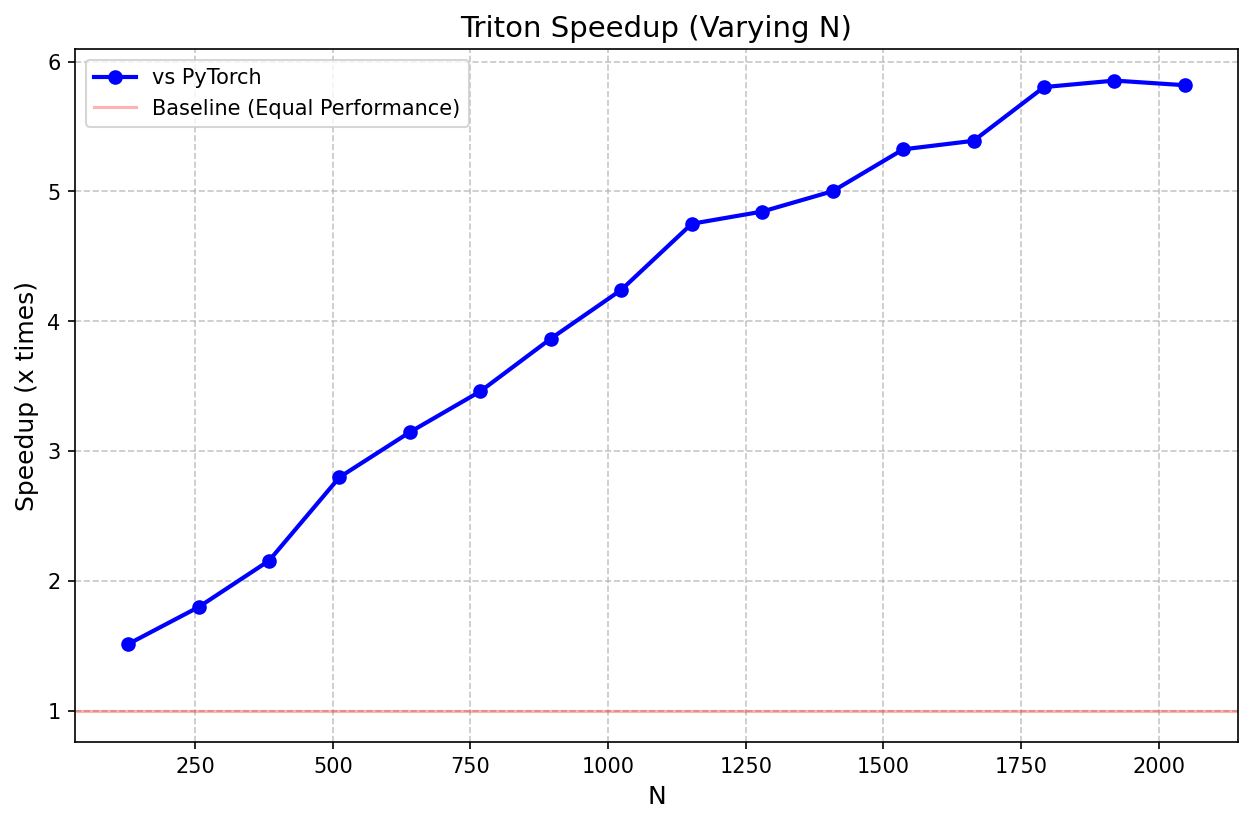 Triton Speedup (Varying N)
vs PyTorch
Baseline (Equal Performance)
Speedup (x times)
6
5
4
3
2
1
250 500 750 1000 1250 1500 1750 2000
N